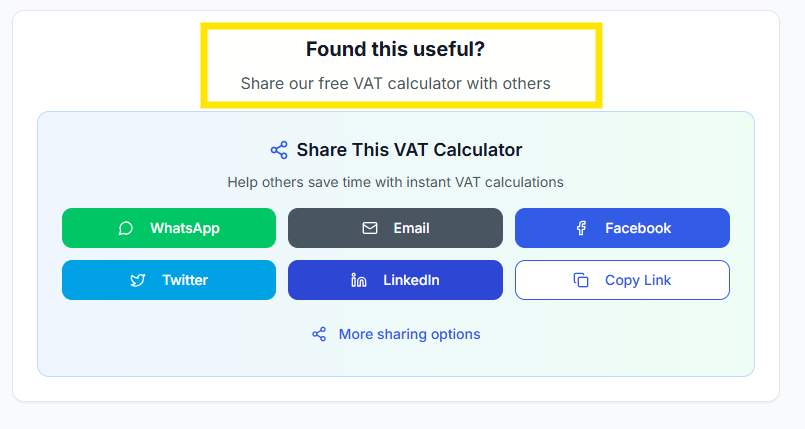 Found this useful?
Share our free VAT calculator with others
Share This VAT Calculator
Help others save time with instant VAT calculations
WhatsApp
Email
Facebook
Twitter
LinkedIn
Copy Link
More sharing options